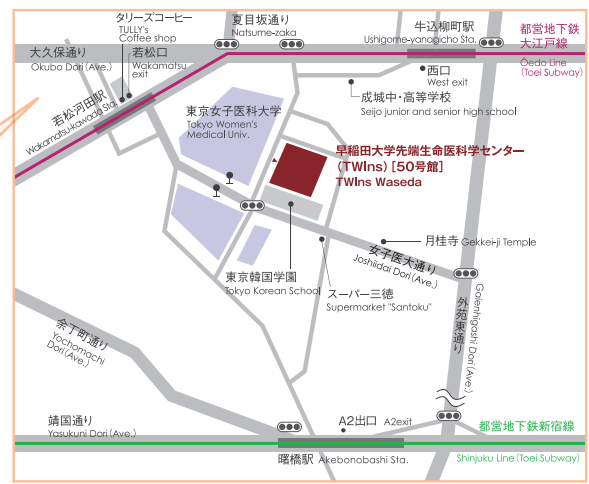 タリーズコーヒー
TULLY's
Coffee shop
夏目坂通り
Natsume-zaka
牛込柳町駅
Ushigome-yanagicho Sta.
都営地下鉄
大江戸線
Ōedo Line
(Toei Subway)
大久保通り
Okubo Dori (Ave.)
若松口
Wakamatsu
exit
西口
West exit
若松河田駅
Wakamatsu-kawada Sta.
成城中・高等学校
Seijo junior and senior high school
東京女子医科大学
Tokyo Women's
Medical Univ.
早稲田大学先端生命医科学センター
(TWIns)[50号館]
TWIns Waseda
月桂寺 Gekkei-ji Temple
女子医大通り
Joshiidai Dori (Ave.)
東京韓国学園
Tokyo Korean School
スーパー三徳
Supermarket "Santoku"
外苑東通り
Gaienhigashi Dori (Ave.)
余丁町通り
Yochomachi
Dori (Ave.)
靖国通り
Yasukuni Dori (Ave.)
A2出口
A2exit
都営地下鉄新宿線
Shinjuku Line (Toei Subway)
曙橋駅 Akebonobashi Sta.